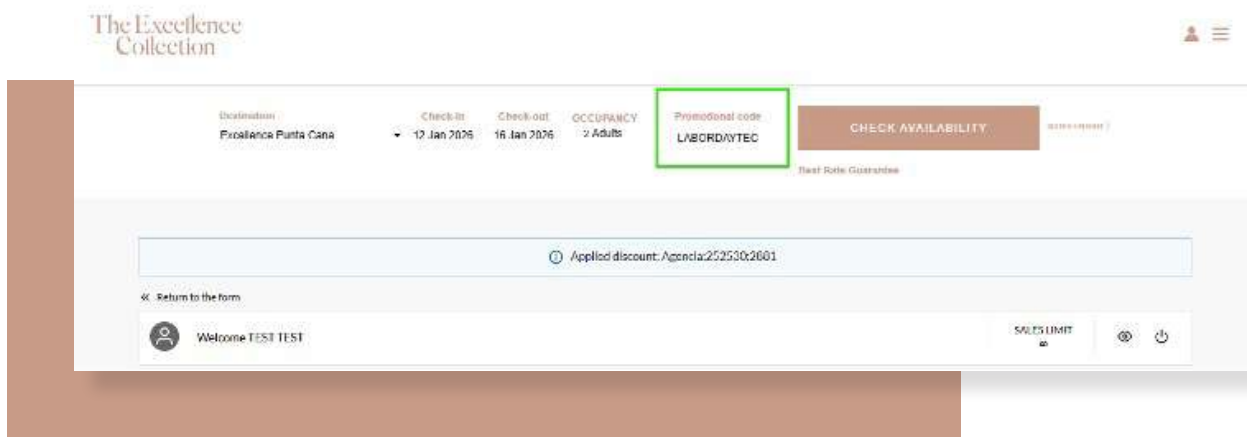 The Excellence
Collection
Destination Check-in Check-out OCCUPANCY Promotional code
Excellence Punta Cana 12 Jan 2026 16 Jan 2026 2 Adults LABORDAYTEC
CHECK AVAILABILITY
Best Rate Guarantee
Applied discount: Agencia:252530:2881
« Return to the form
Welcome TEST TEST
SALES LIMIT
∞